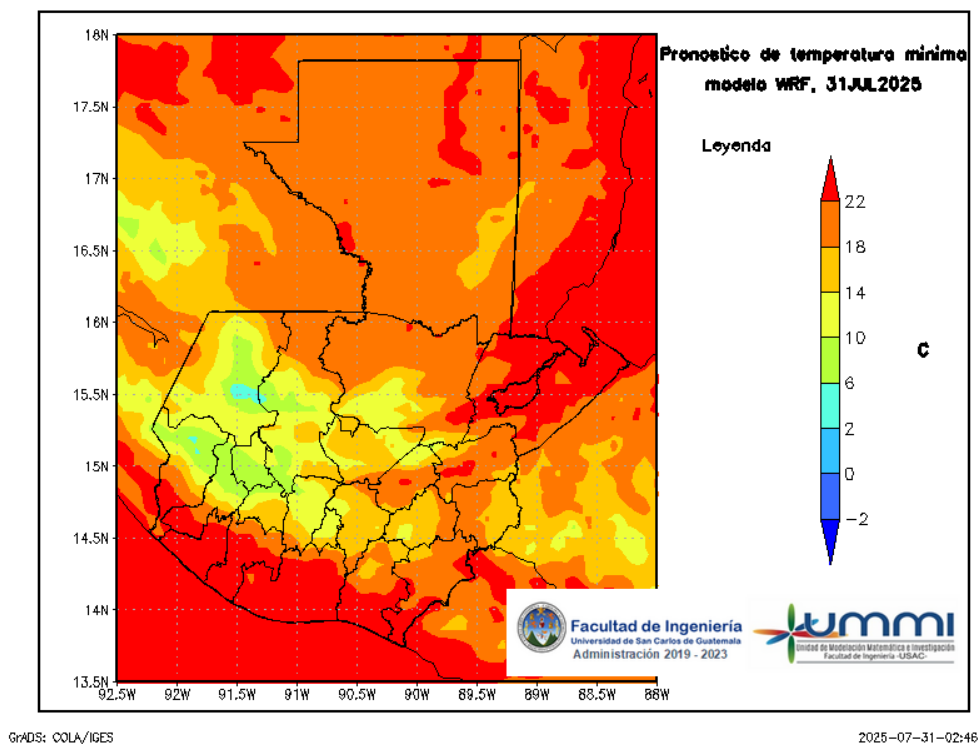 Pronostico de temperatura minima
modelo WRF, 31JUL2025
Leyenda
22
18
14
10
6
2
0
−2
C
18N
17.5N
17N
16.5N
16N
15.5N
15N
14.5N
14N
13.5N
92.5W
92W
91.5W
91W
90.5W
90W
89.5W
89W
88.5W
88W
Facultad de Ingeniería
Universidad de San Carlos de Guatemala
Administración 2019 - 2023
ummi
Unidad de Modelación Matemática e Investigación
Facultad de Ingeniería -USAC-
GrADS: COLA/IGES
2025-07-31-02:46